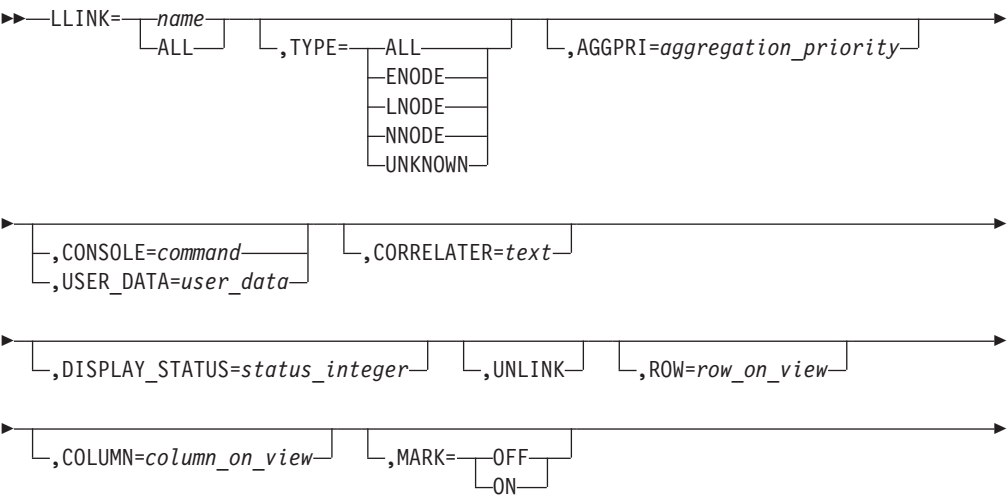 LLINK= name
ALL
,TYPE= ALL
ENODE
LNODE
NNODE
UNKNOWN
,AGGPRI=aggregation_priority
,CONSOLE=command
,USER_DATA=user_data
,CORRELATER=text
,DISPLAY_STATUS=status_integer
,UNLINK
,ROW=row_on_view
,COLUMN=column_on_view
,MARK= OFF
ON